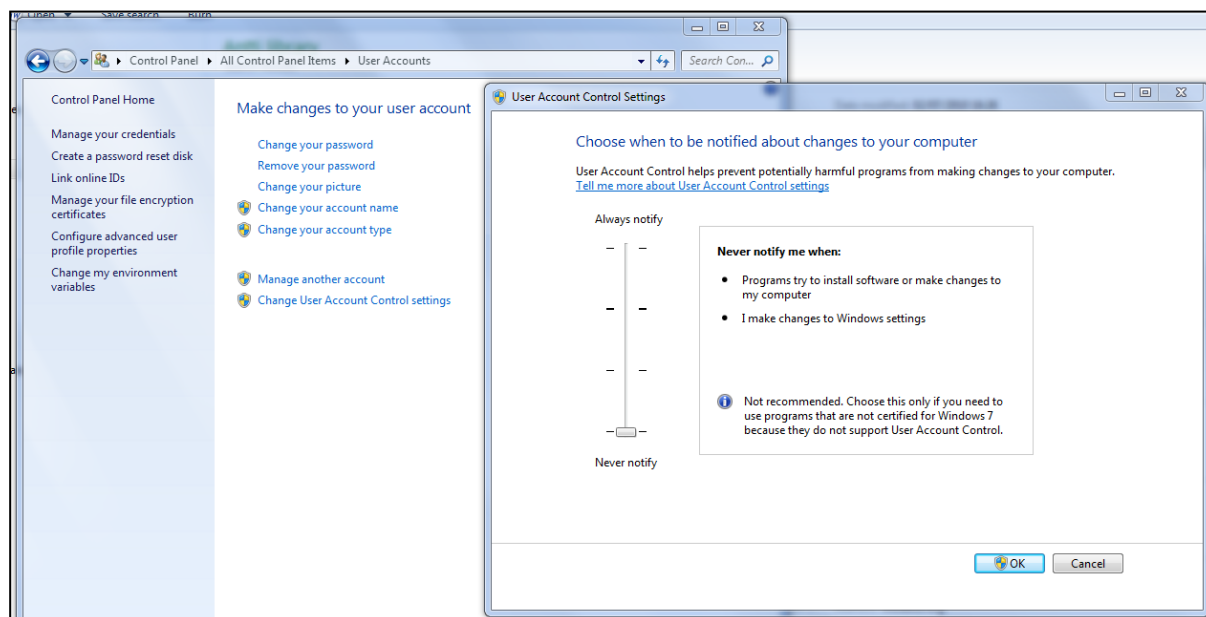 Open Save search Burn
Control Panel All Control Panel Items User Accounts
Search Con...
Control Panel Home
Manage your credentials
Create a password reset disk
Link online IDs
Manage your file encryption
certificates
Configure advanced user
profile properties
Change my environment
variables
Make changes to your user account
Change your password
Remove your password
Change your picture
Change your account name
Change your account type
Manage another account
Change User Account Control settings
User Account Control Settings
Choose when to be notified about changes to your computer
User Account Control helps prevent potentially harmful programs from making changes to your computer.
Tell me more about User Account Control settings
Always notify
Never notify me when:
Programs try to install software or make changes to
my computer
I make changes to Windows settings
Not recommended. Choose this only if you need to
use programs that are not certified for Windows 7
because they do not support User Account Control.
Never notify
OK Cancel